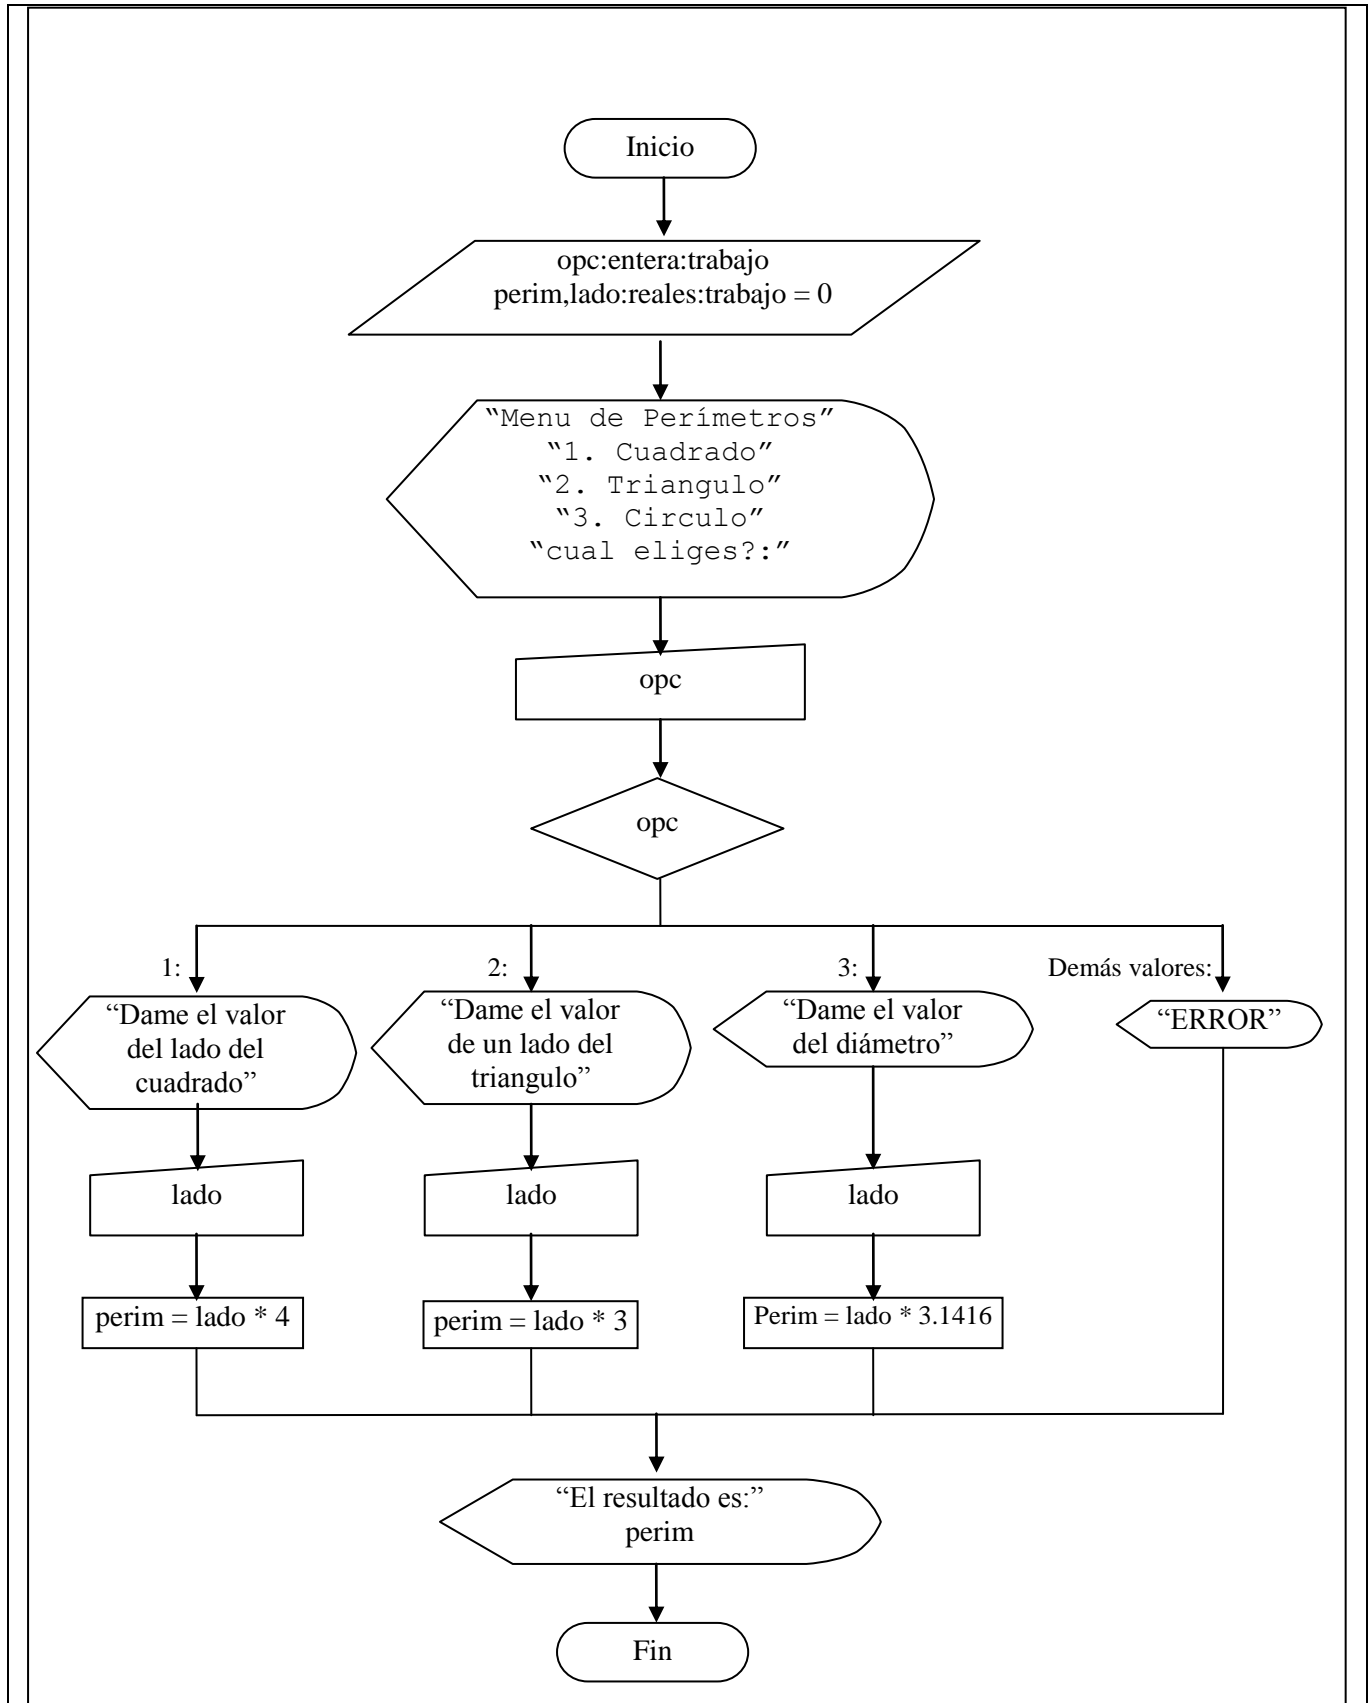 Inicio
opc:entera:trabajo
perim,lado:reales:trabajo = 0
“Menu de Perímetros”
“1. Cuadrado”
“2. Triangulo”
“3. Circulo”
“cual eliges?:”
opc
opc
1:
2:
3:
Demás valores:
“Dame el valor
del lado del
cuadrado”
“Dame el valor
de un lado del
triangulo”
“Dame el valor
del diámetro”
“ERROR”
lado
lado
lado
perim = lado * 4
perim = lado * 3
Perim = lado * 3.1416
“El resultado es:”
perim
Fin